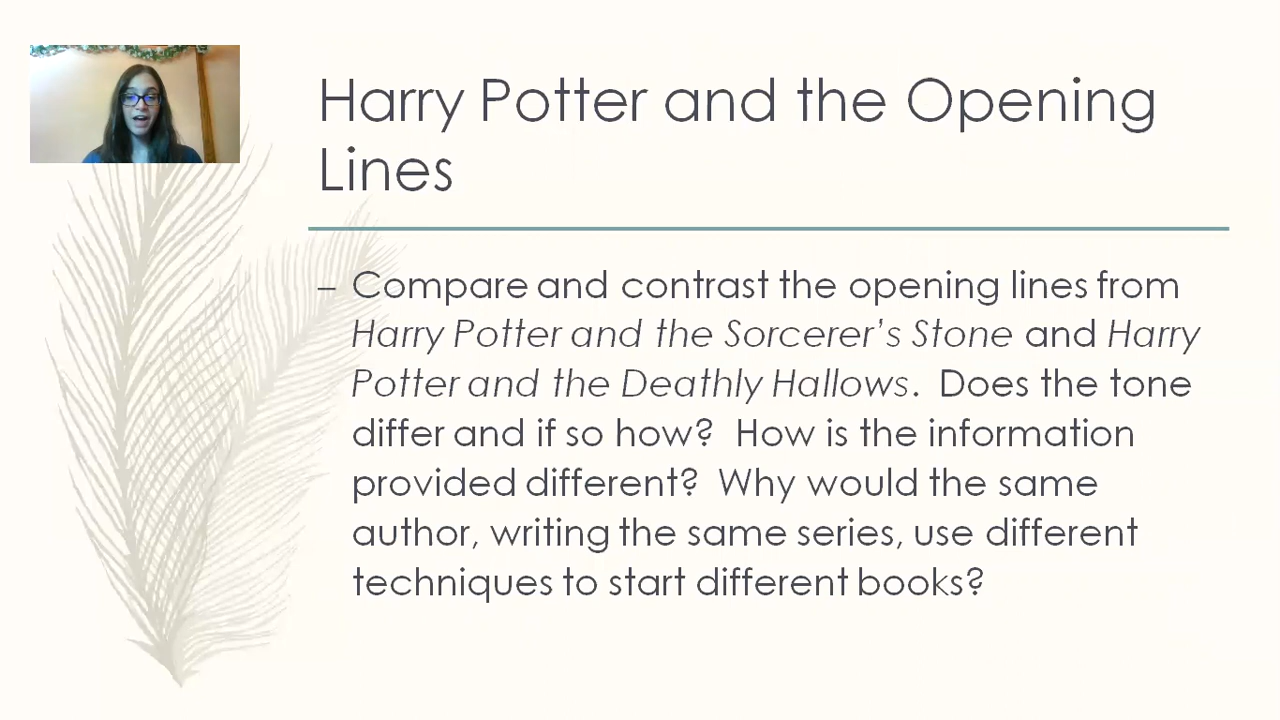 Harry Potter and the Opening
Lines
– Compare and contrast the opening lines from
Harry Potter and the Sorcerer’s Stone and Harry
Potter and the Deathly Hallows.  Does the tone
differ and if so how?  How is the information
provided different?  Why would the same
author, writing the same series, use different
techniques to start different books?